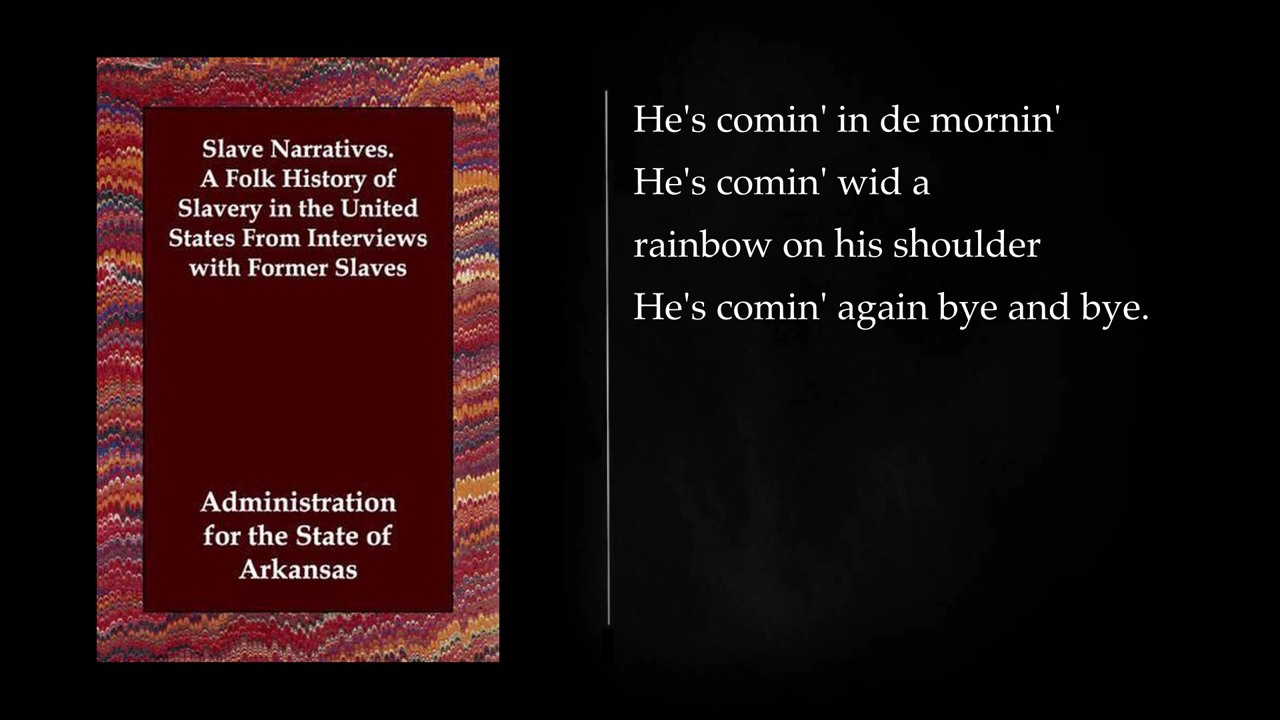 Slave Narratives.
A Folk History of
Slavery in the United
States From Interviews
with Former Slaves
Administration
for the State of
Arkansas
He's comin' in de mornin'
He's comin' wid a
rainbow on his shoulder
He's comin' again bye and bye.